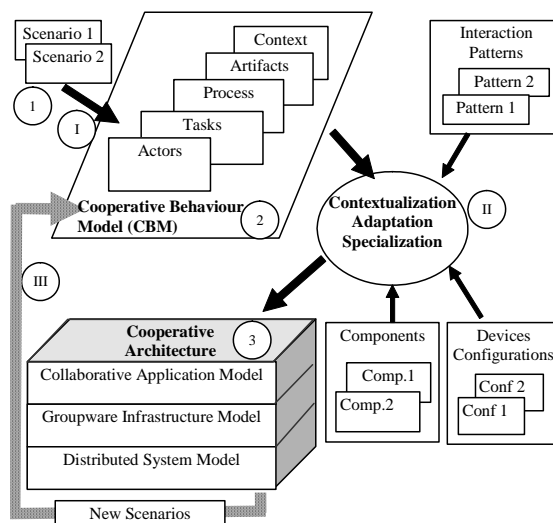 Scenario 1
Scenario 2
1
I
Context
Artifacts
Process
Tasks
Actors
Cooperative Behaviour
Model (CBM)
2
Interaction
Patterns
Pattern 2
Pattern 1
Contextualization
Adaptation
Specialization
II
III
Cooperative
Architecture
3
Collaborative Application Model
Groupware Infrastructure Model
Distributed System Model
New Scenarios
Components
Comp.1
Comp.2
Devices
Configurations
Conf 2
Conf 1